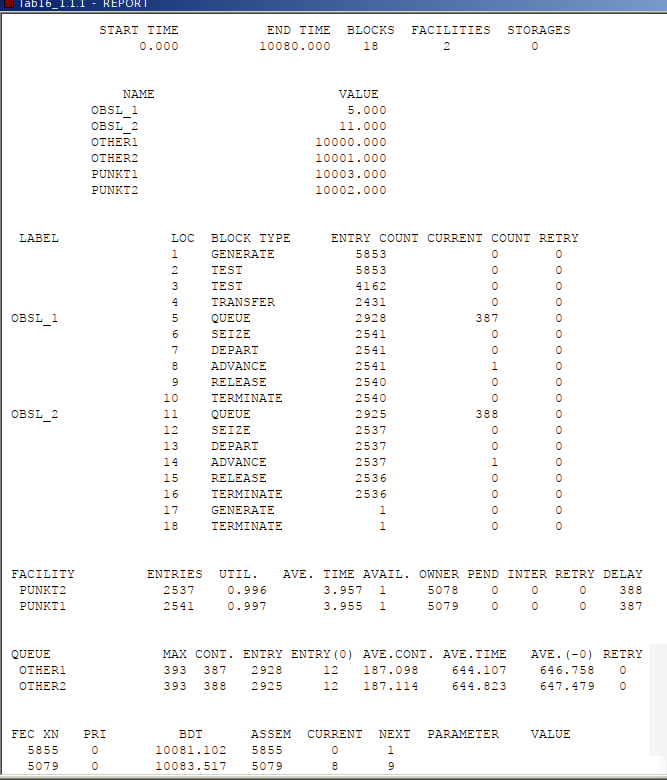 lab16_1.1.1 - REPORT
START TIME END TIME BLOCKS FACILITIES STORAGES
0.000 10080.000 18 2 0
NAME VALUE
OBSL_1 5.000
OBSL_2 11.000
OTHER1 10000.000
OTHER2 10001.000
PUNKT1 10003.000
PUNKT2 10002.000
LABEL LOC BLOCK TYPE ENTRY COUNT CURRENT COUNT RETRY
1 GENERATE 5853 0 0
2 TEST 5853 0 0
3 TEST 4162 0 0
4 TRANSFER 2431 0 0
OBSL_1 5 QUEUE 2928 387 0
6 SEIZE 2541 0 0
7 DEPART 2541 0 0
8 ADVANCE 2541 1 0
9 RELEASE 2540 0 0
10 TERMINATE 2540 0 0
OBSL_2 11 QUEUE 2925 388 0
12 SEIZE 2537 0 0
13 DEPART 2537 0 0
14 ADVANCE 2537 1 0
15 RELEASE 2536 0 0
16 TERMINATE 2536 0 0
17 GENERATE 1 0 0
18 TERMINATE 1 0 0
FACILITY ENTRIES UTIL. AVE. TIME AVAIL. OWNER PEND INTER RETRY DELAY
PUNKT2 2537 0.996 3.957 1 5078 0 0 0 388
PUNKT1 2541 0.997 3.955 1 5079 0 0 0 387
QUEUE MAX CONT. ENTRY ENTRY(0) AVE.CONT. AVE.TIME AVE.(-0) RETRY
OTHER1 393 387 2928 12 187.098 644.107 646.758 0
OTHER2 393 388 2925 12 187.114 644.823 647.479 0
FEC XN PRI BDT ASSEM CURRENT NEXT PARAMETER VALUE
5855 0 10081.102 5855 0 1
5079 0 10083.517 5079 8 9